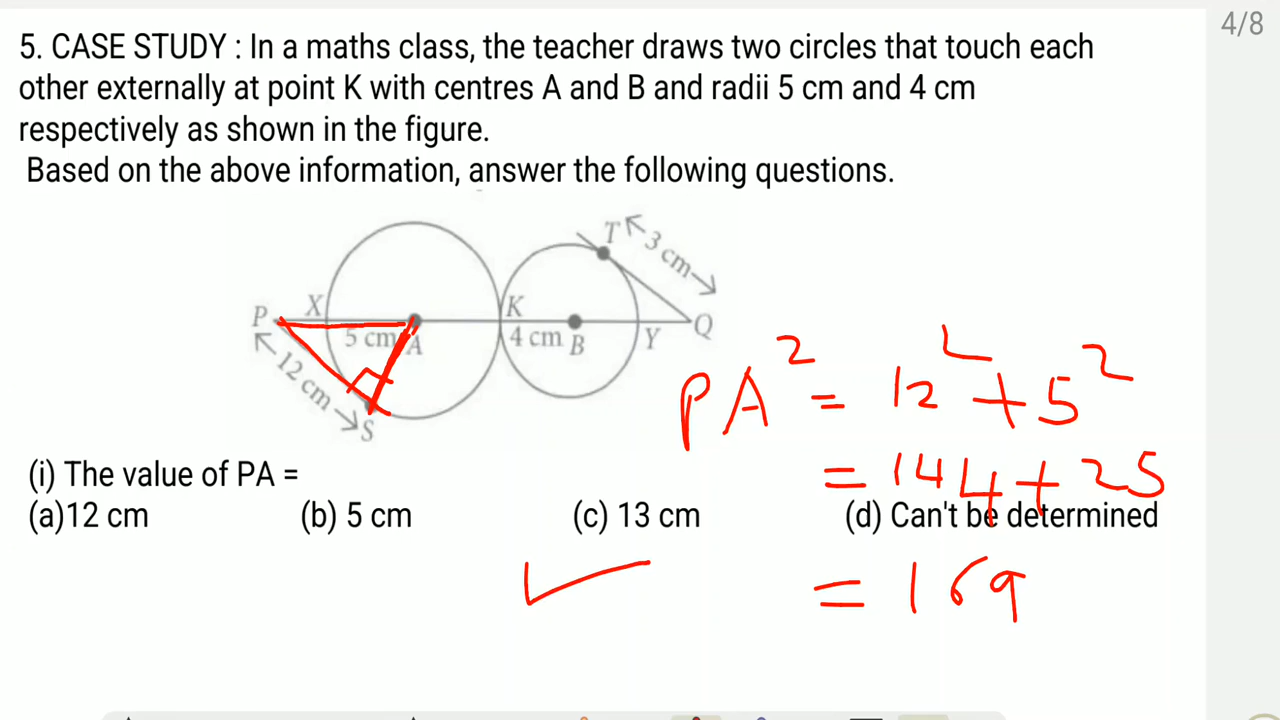 4/8
5. CASE STUDY : In a maths class, the teacher draws two circles that touch each
other externally at point K with centres A and B and radii 5 cm and 4 cm
respectively as shown in the figure.
Based on the above information, answer the following questions.
T 3 cm
P X K Q
5 cm A 4 cm B Y
12 cm
S
PA² = 12² + 5²
= 144 + 25
(i) The value of PA =
(a)12 cm (b) 5 cm (c) 13 cm (d) Can't be determined
= 169